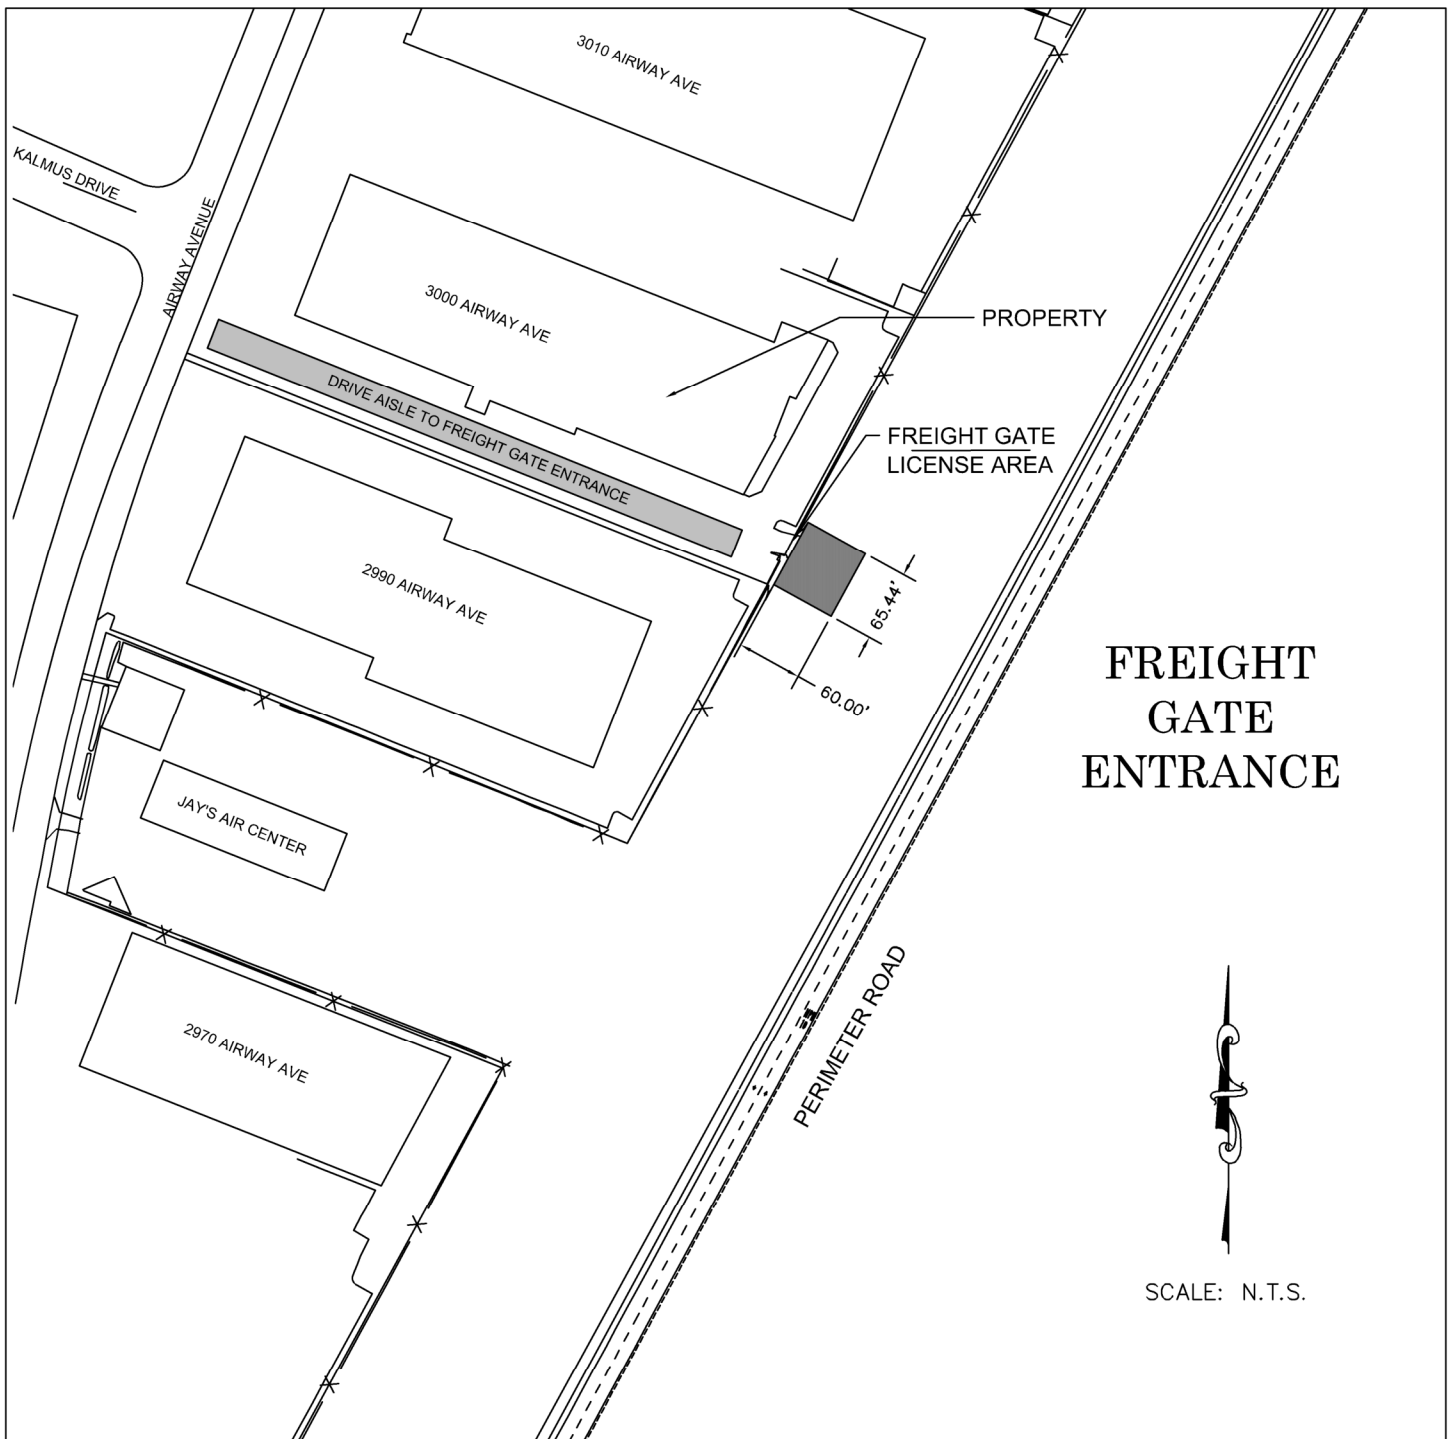 3010 AIRWAY AVE
KALMUS DRIVE
AIRWAY AVENUE
3000 AIRWAY AVE
PROPERTY
DRIVE AISLE TO FREIGHT GATE ENTRANCE
FREIGHT GATE
LICENSE AREA
2990 AIRWAY AVE
65.44'
60.00'
FREIGHT
GATE
ENTRANCE
JAY'S AIR CENTER
2970 AIRWAY AVE
PERIMETER ROAD
SCALE: N.T.S.